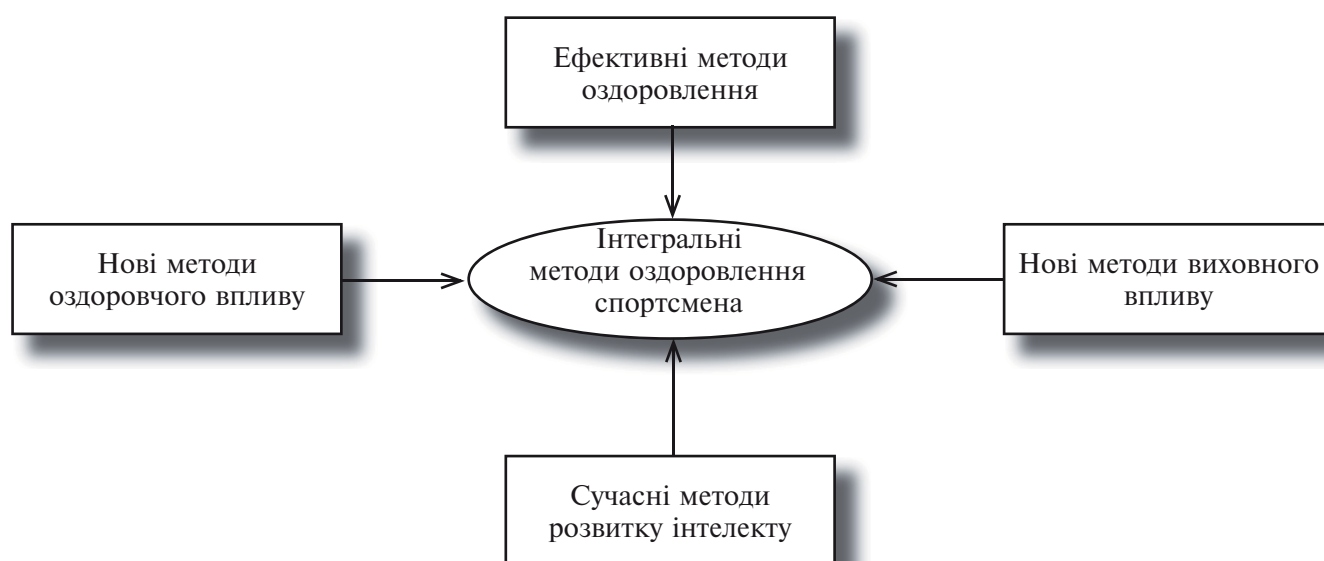 Ефективні методи
оздоровлення
Нові методи
оздоровчого впливу
Інтегральні
методи оздоровлення
спортсмена
Нові методи виховного
впливу
Сучасні методи
розвитку інтелекту